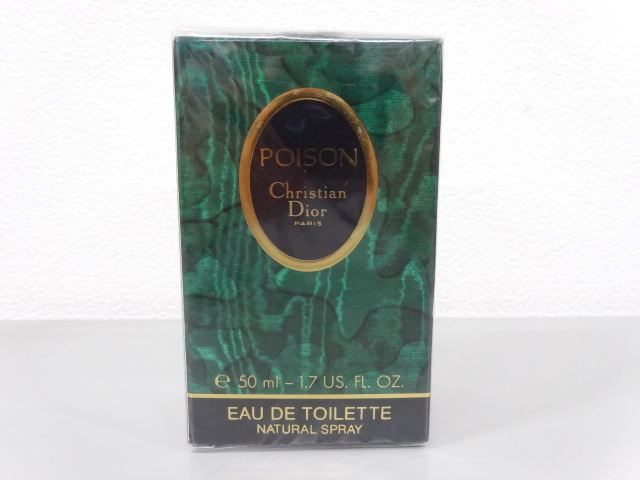 POISON
Christian
Dior
PARIS
℮ 50 ml – 1.7 US. FL. OZ.
EAU DE TOILETTE
NATURAL SPRAY